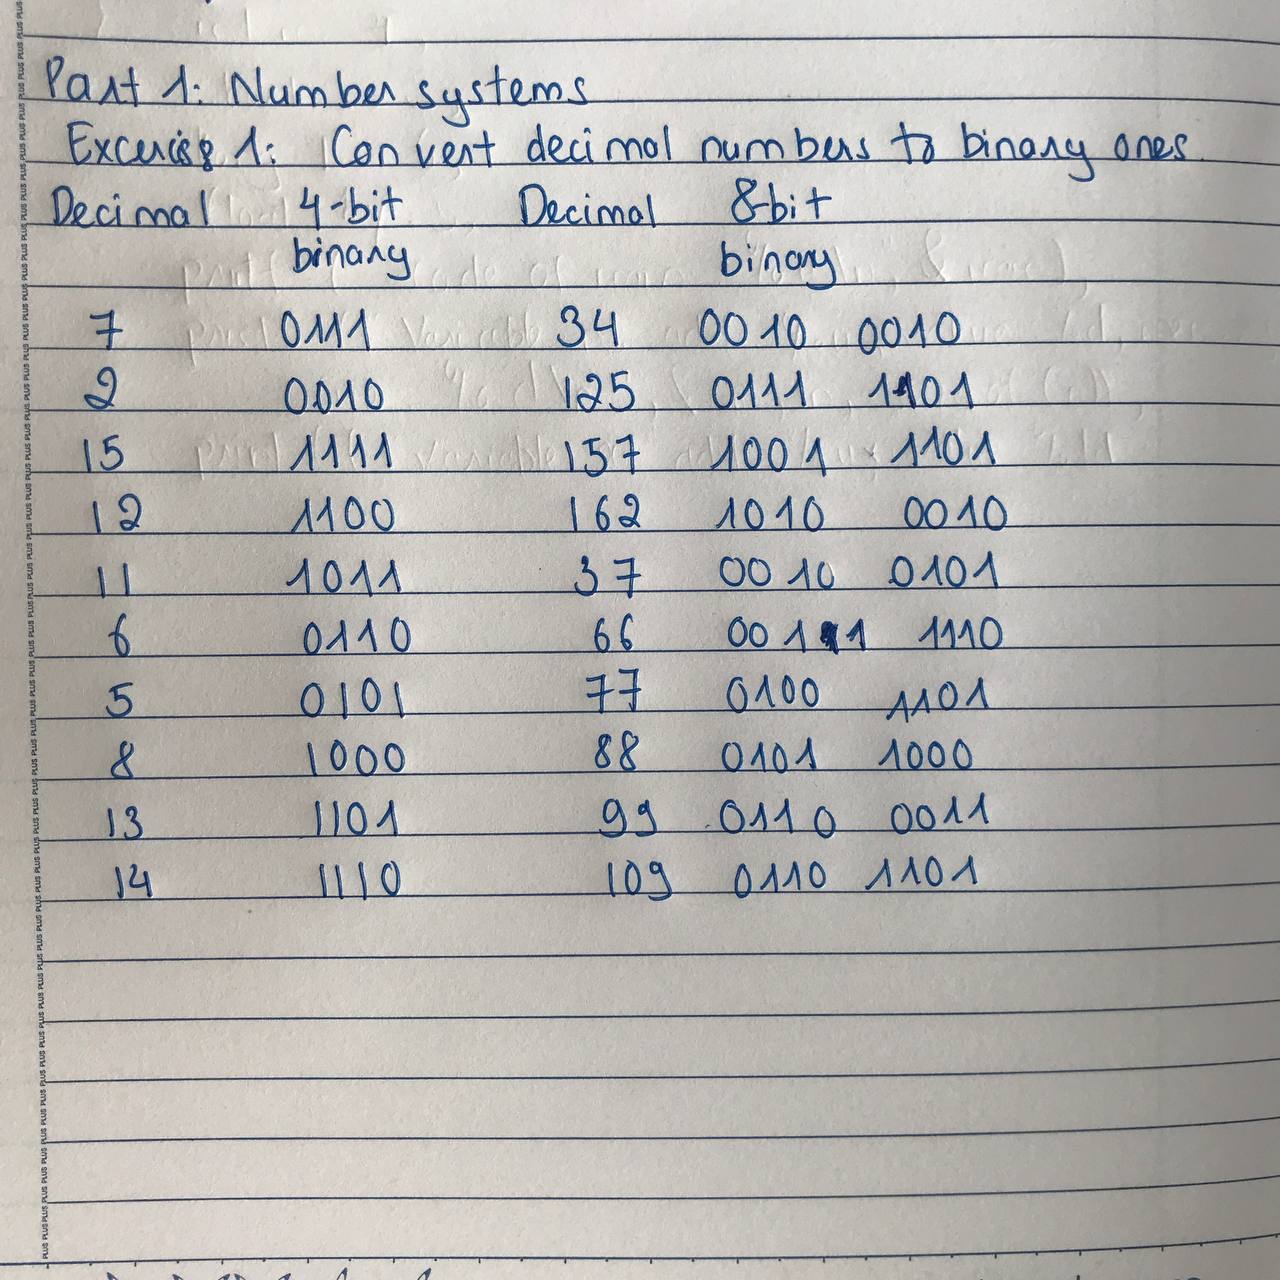 Part 1: Number systems
Excercise 1: Convert decimal numbers to binary ones
Decimal 4-bit Decimal 8-bit
binary binary
7 0111 34 0010 0010
2 0010 125 0111 1101
15 1111 157 1001 1101
12 1100 162 1010 0010
11 1011 37 0010 0101
6 0110 66 0011 1110
5 0101 77 0100 1101
8 1000 88 0101 1000
13 1101 99 0110 0011
14 1110 109 0110 1101